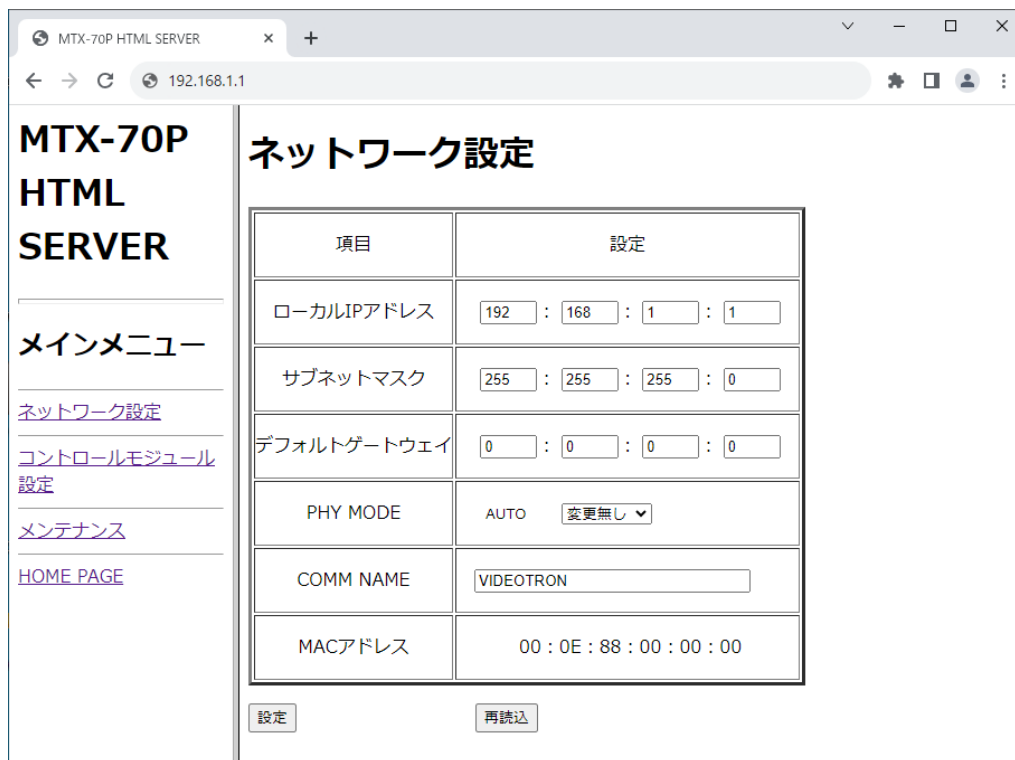 MTX-70P HTML SERVER
192.168.1.1
MTX-70P
HTML
SERVER
メインメニュー
ネットワーク設定
コントロールモジュール
設定
メンテナンス
HOME PAGE
ネットワーク設定
項目 設定
ローカルIPアドレス 192 : 168 : 1 : 1
サブネットマスク 255 : 255 : 255 : 0
デフォルトゲートウェイ 0 : 0 : 0 : 0
PHY MODE AUTO 変更無し
COMM NAME VIDEOTRON
MACアドレス 00 : 0E : 88 : 00 : 00 : 00
設定 再読込